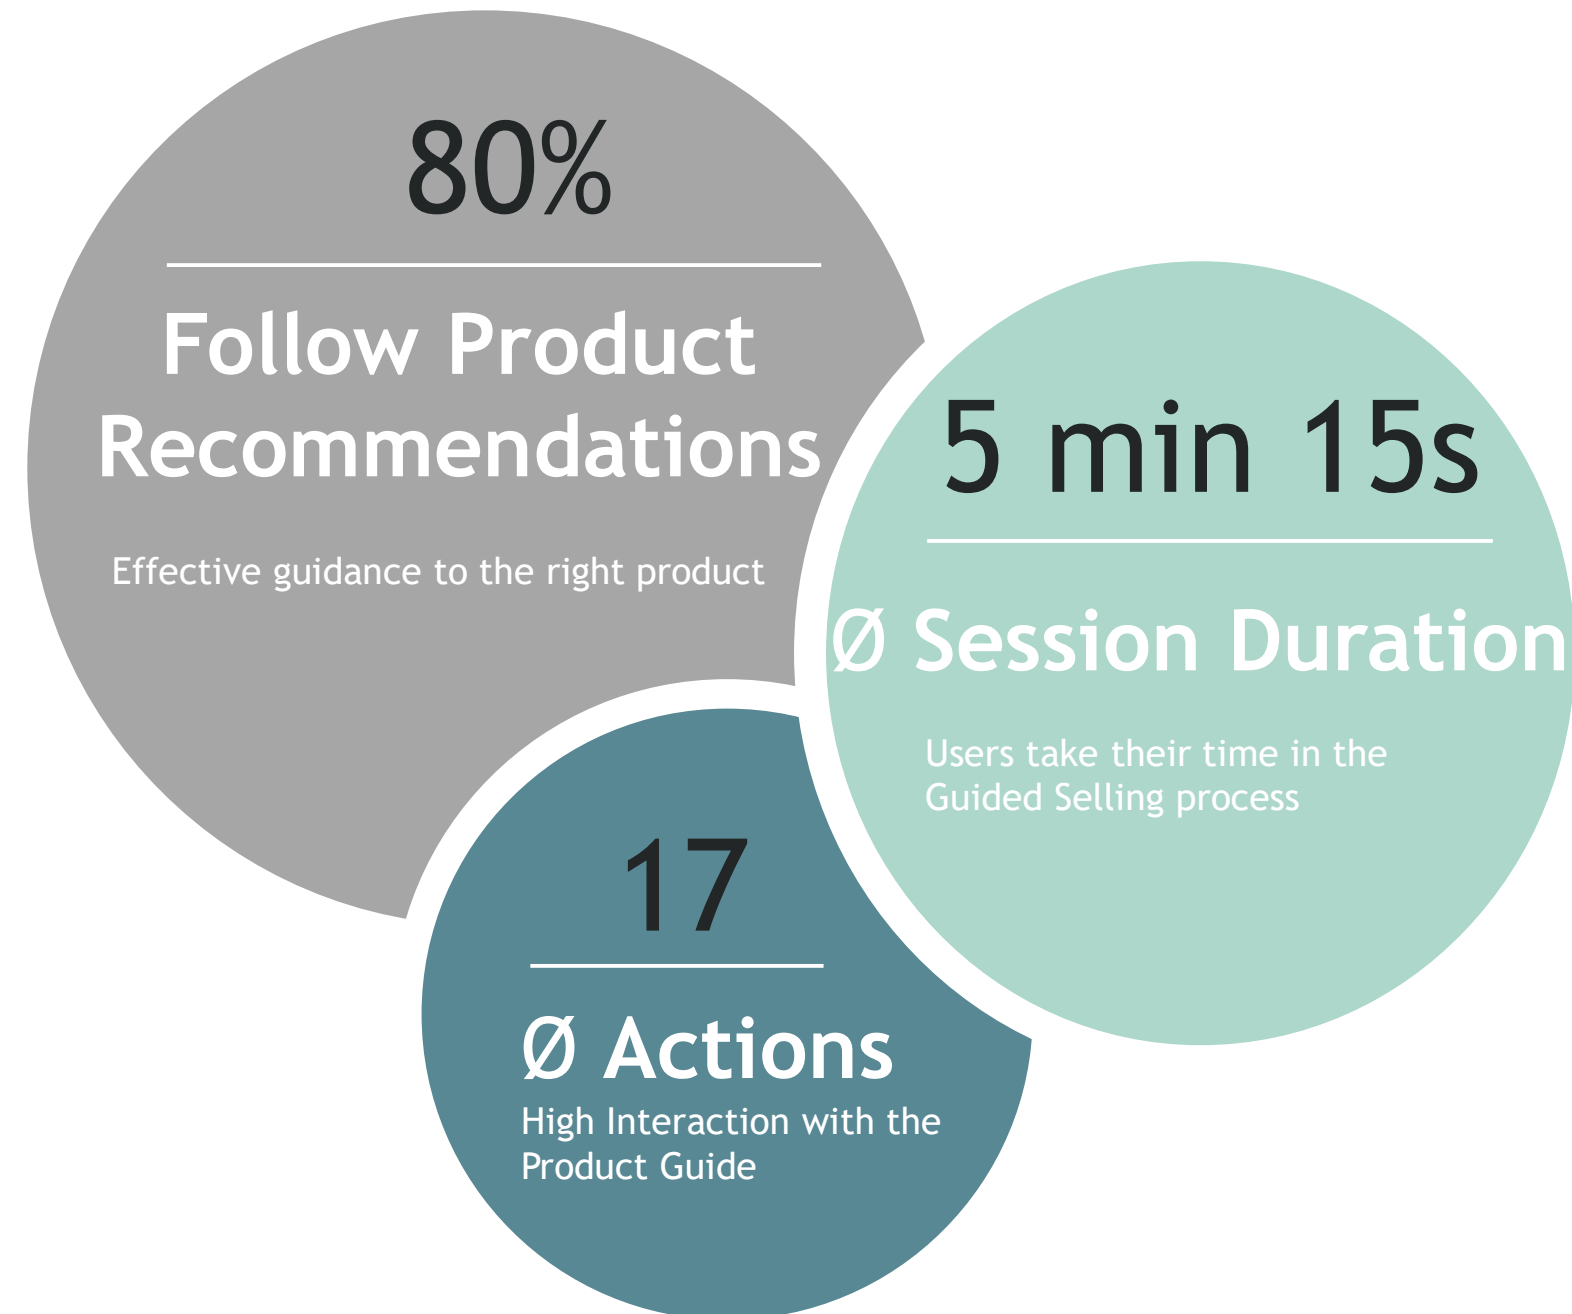 80%
Follow Product
Recommendations
Effective guidance to the right product
5 min 15s
Ø Session Duration
Users take their time in the
Guided Selling process
17
Ø Actions
High Interaction with the
Product Guide